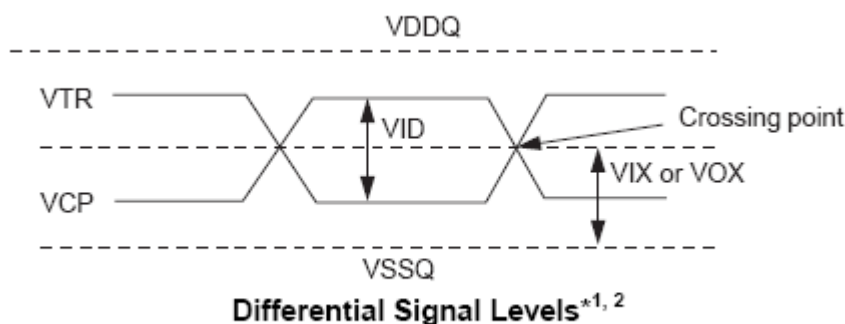 VDDQ
VTR
VID
Crossing point
VIX or VOX
VCP
VSSQ
Differential Signal Levels*1, 2